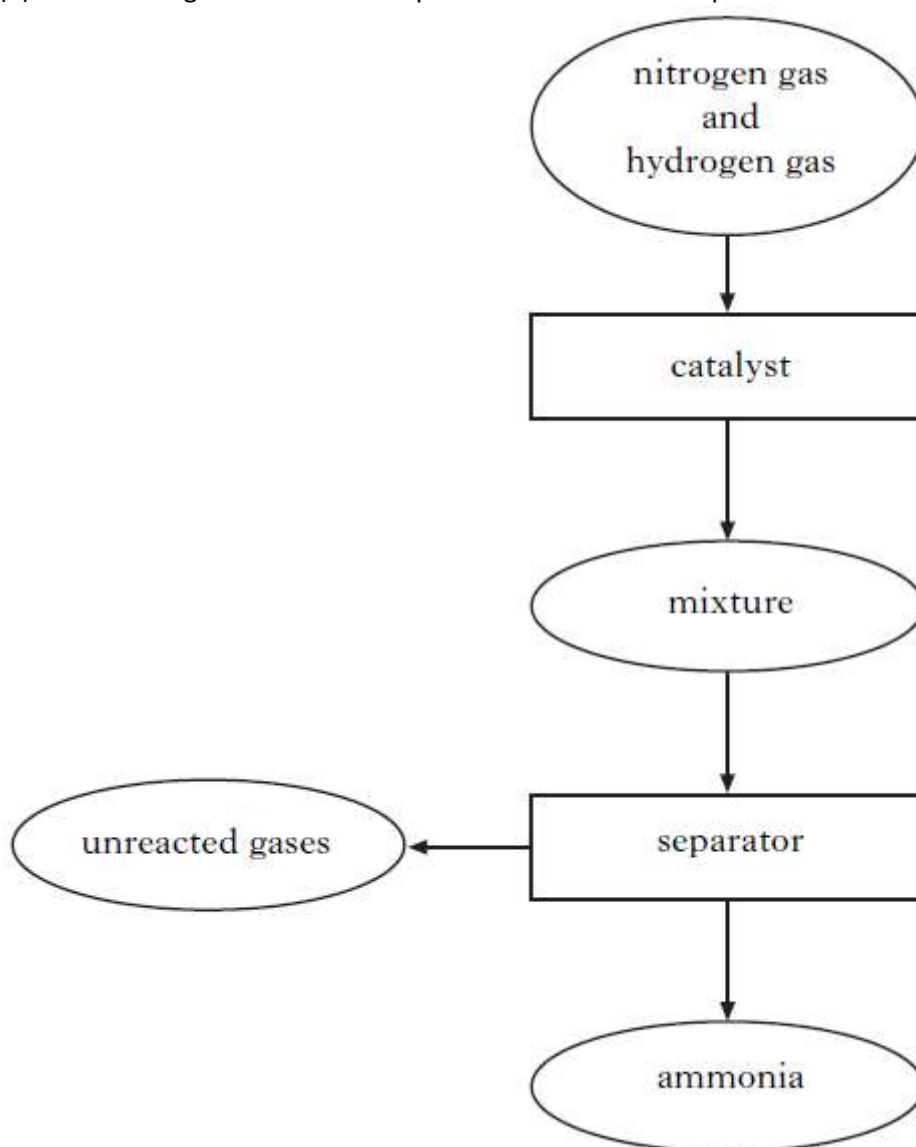 nitrogen gas
and
hydrogen gas
catalyst
mixture
unreacted gases
separator
ammonia